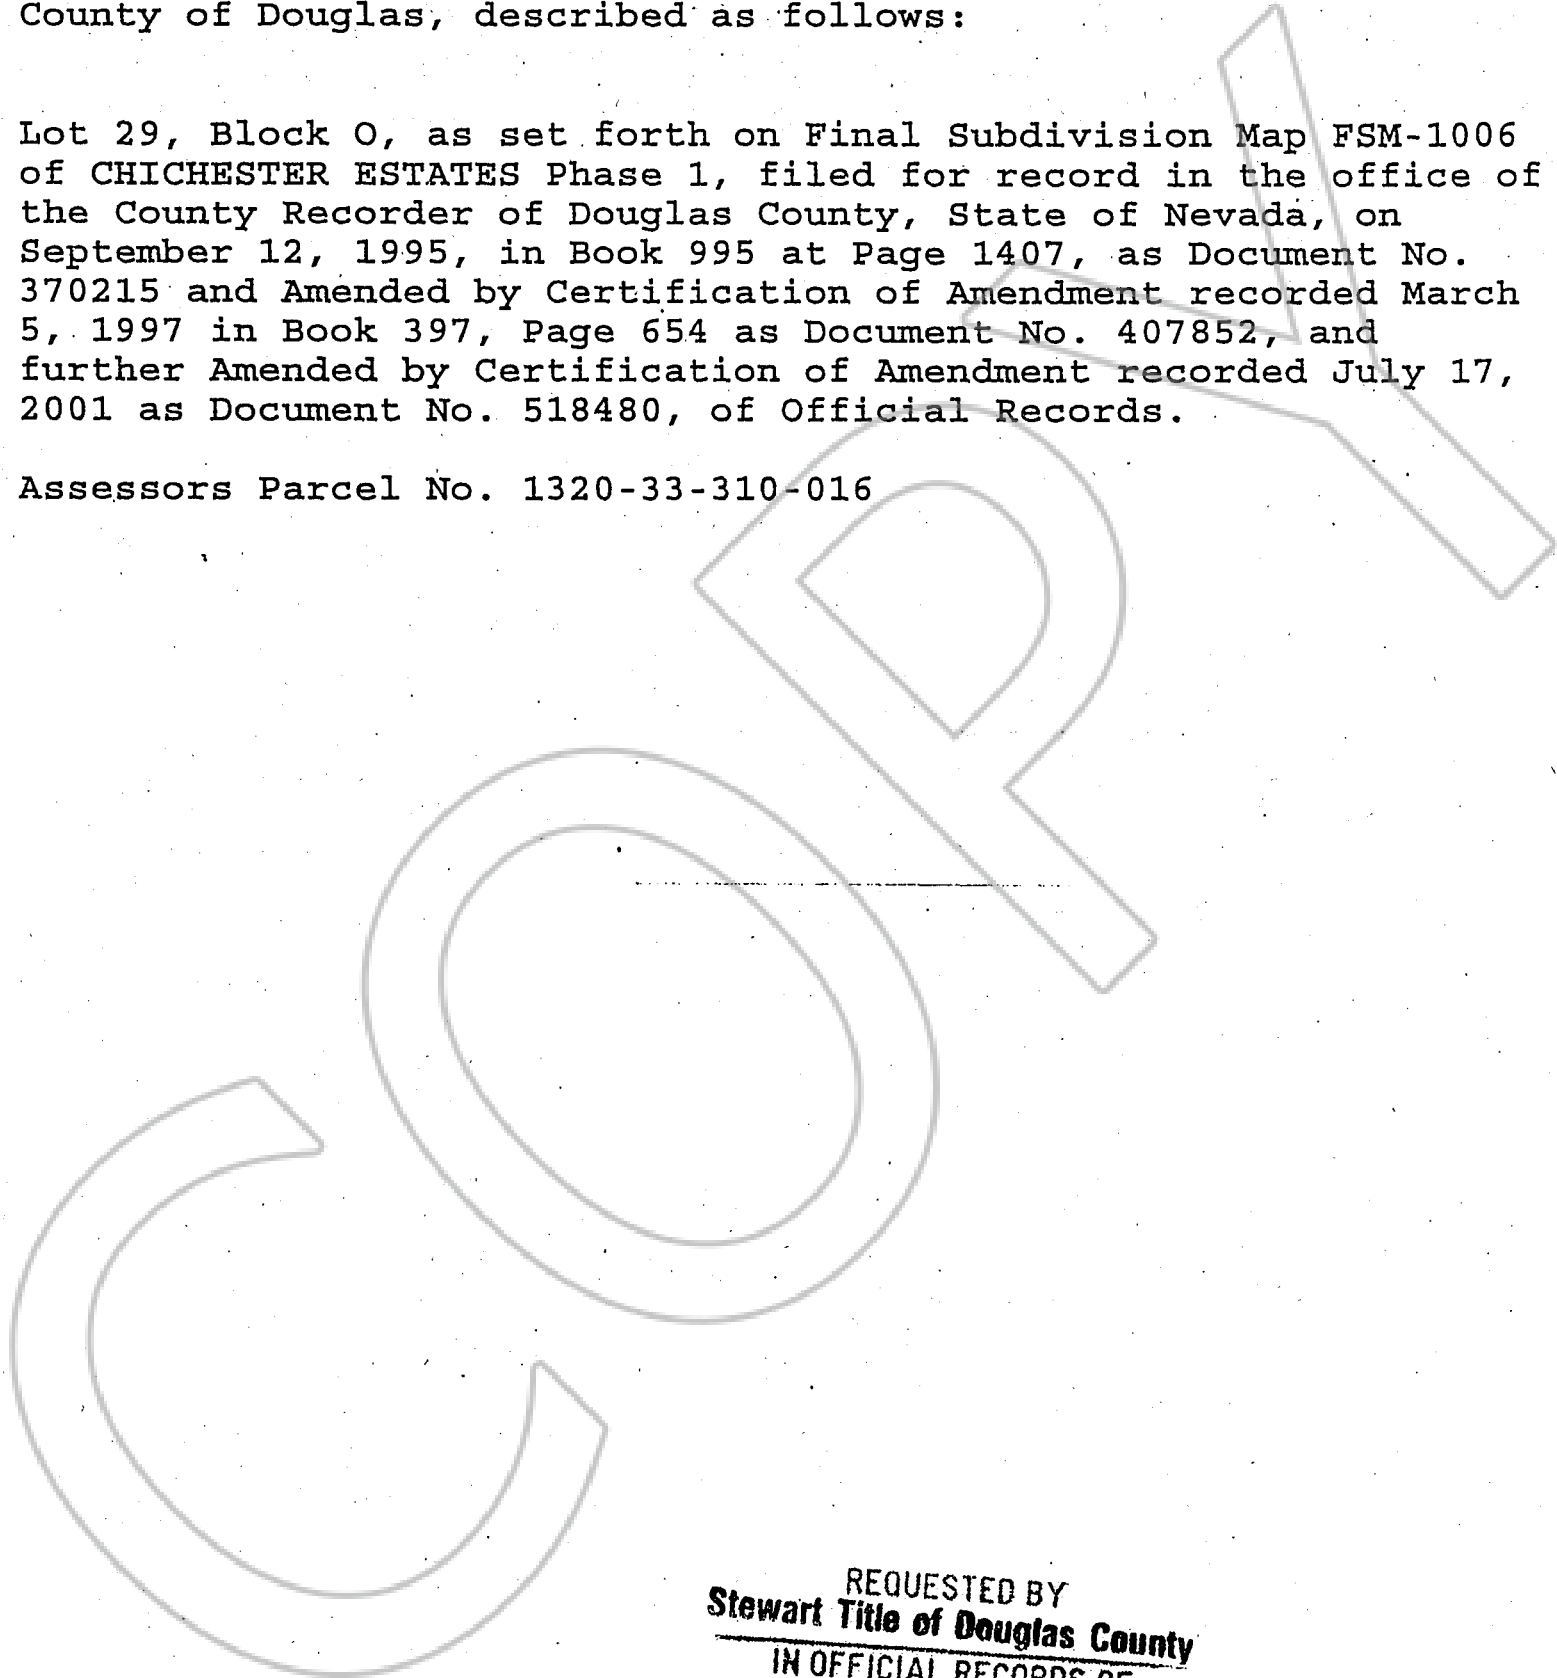 County of Douglas, described as follows:
Lot 29, Block O, as set forth on Final Subdivision Map FSM-1006
of CHICHESTER ESTATES Phase 1, filed for record in the office of
the County Recorder of Douglas County, State of Nevada, on
September 12, 1995, in Book 995 at Page 1407, as Document No.
370215 and Amended by Certification of Amendment recorded March
5, 1997 in Book 397, Page 654 as Document No. 407852, and
further Amended by Certification of Amendment recorded July 17,
2001 as Document No. 518480, of Official Records.
Assessors Parcel No. 1320-33-310-016
COPY
REQUESTED BY
Stewart Title of Douglas County
IN OFFICIAL RECORDS OF